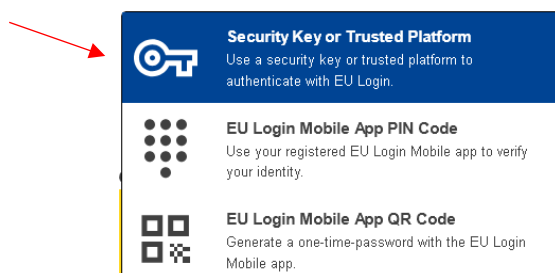 Security Key or Trusted Platform
Use a security key or trusted platform to
authenticate with EU Login.
EU Login Mobile App PIN Code
Use your registered EU Login Mobile app to verify
your identity.
EU Login Mobile App QR Code
Generate a one-time-password with the EU Login
Mobile app.